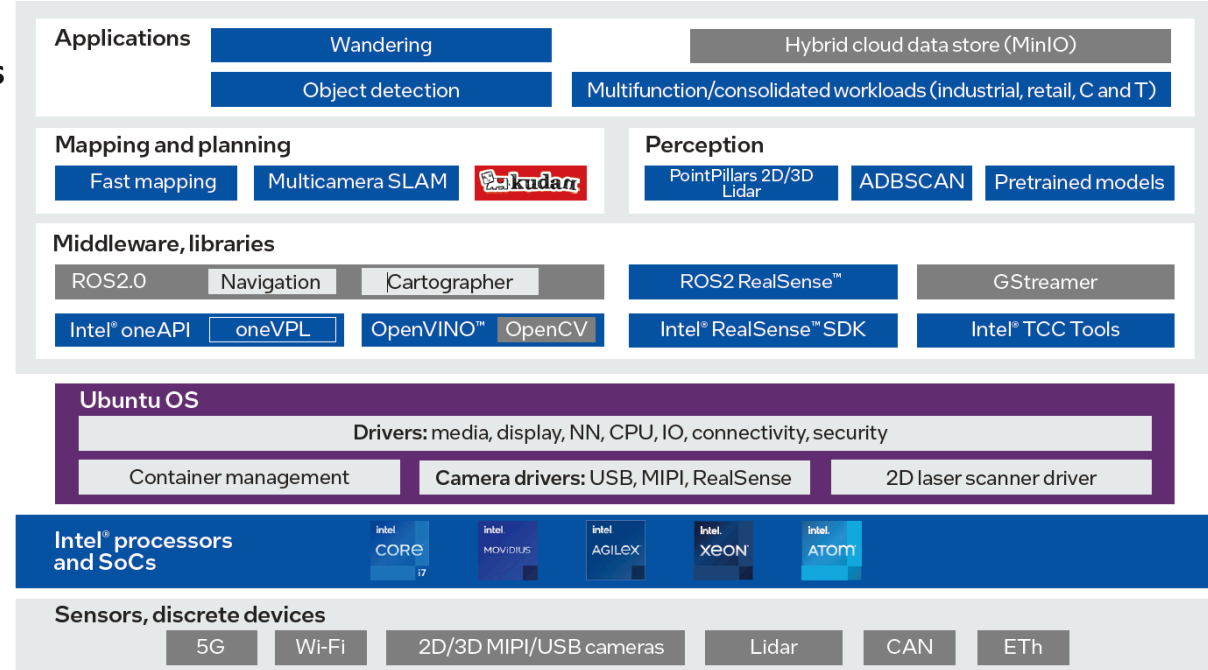 s
Applications
Wandering
Hybrid cloud data store (MinIO)
Object detection
Multifunction/consolidated workloads (industrial, retail, C and T)
Mapping and planning
Fast mapping
Multicamera SLAM
kudan
Perception
PointPillars 2D/3D
Lidar
ADBSCAN
Pretrained models
Middleware, libraries
ROS2.0
Navigation
Cartographer
ROS2 RealSense™
GStreamer
Intel® oneAPI
oneVPL
OpenVINO™
OpenCV
Intel® RealSense™ SDK
Intel® TCC Tools
Ubuntu OS
Drivers: media, display, NN, CPU, IO, connectivity, security
Container management
Camera drivers: USB, MIPI, RealSense
2D laser scanner driver
Intel® processors
and SoCs
intel
CORE
i7
intel
MOVIDIUS
intel
AGILEX
intel.
XEON
intel.
ATOM
Sensors, discrete devices
5G
Wi-Fi
2D/3D MIPI/USB cameras
Lidar
CAN
ETh